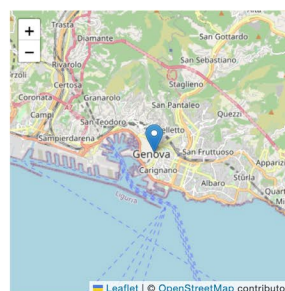 Trasta
San Gottardo
+
Diamante
−
San Sebastiano
Rivarolo
Certosa
Staglieno
Coronata
Granarolo
San Pantaleo
Campi
Quezzi
San Teodoro
Sampierdarena
San Fruttuoso
Genova
Carignano
Sturla
Albaro
Leaflet | © OpenStreetMap contributo